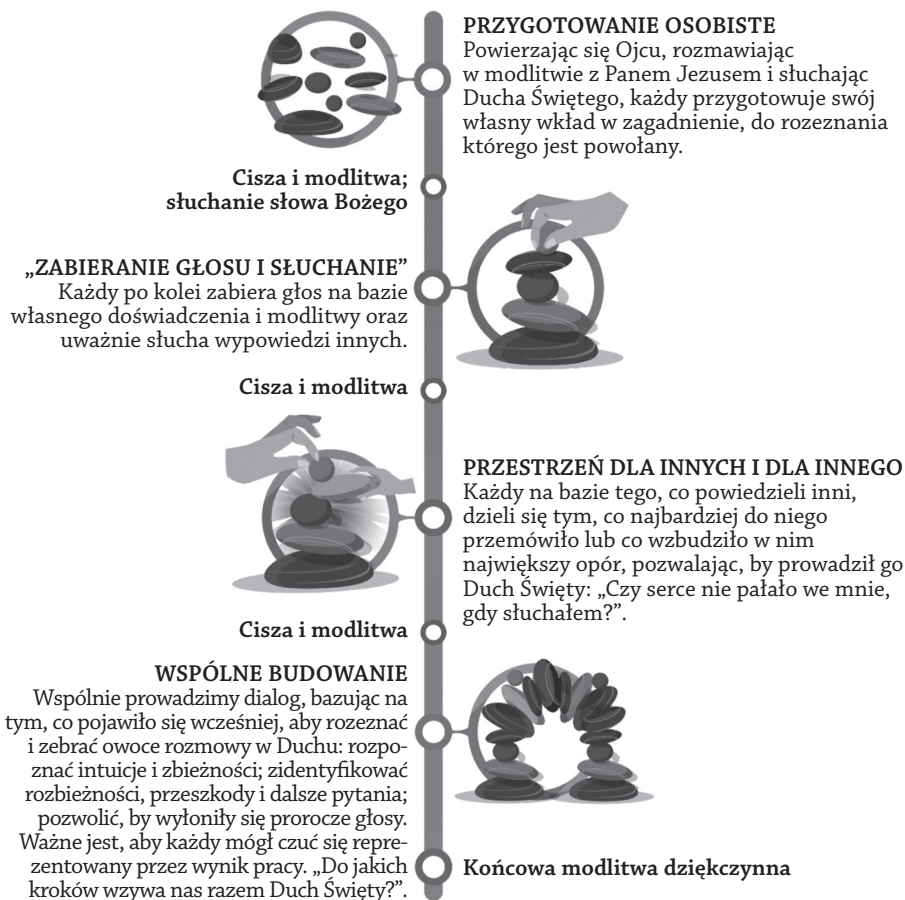 PRZYGOTOWANIE OSOBISTE
Powierzając się Ojcu, rozmawiając
w modlitwie z Panem Jezusem i słuchając
Ducha Świętego, każdy przygotowuje swój
własny wkład w zagadnienie, do rozeznania
którego jest powołany.
Cisza i modlitwa;
słuchanie słowa Bożego
„ZABIERANIE GŁOSU I SŁUCHANIE”
Każdy po kolei zabiera głos na bazie
własnego doświadczenia i modlitwy oraz
uważnie słucha wypowiedzi innych.
Cisza i modlitwa
PRZESTRZEŃ DLA INNYCH I DLA INNEGO
Każdy na bazie tego, co powiedzieli inni,
dzieli się tym, co najbardziej do niego
przemówiło lub co wzbudziło w nim
największy opór, pozwalając, by prowadził go
Duch Święty: „Czy serce nie pałało we mnie,
gdy słuchałem?”.
Cisza i modlitwa
WSPÓLNE BUDOWANIE
Wspólnie prowadzimy dialog, bazując na
tym, co pojawiło się wcześniej, aby rozeznać
i zebrać owoce rozmowy w Duchu: rozpo-
znać intuicje i zbieżności; zidentyfikować
rozbieżności, przeszkody i dalsze pytania;
pozwolić, by wyłoniły się prorocze głosy.
Ważne jest, aby każdy mógł czuć się repre-
zentowany przez wynik pracy. „Do jakich
kroków wzywa nas razem Duch Święty?”.
Końcowa modlitwa dziękczynna